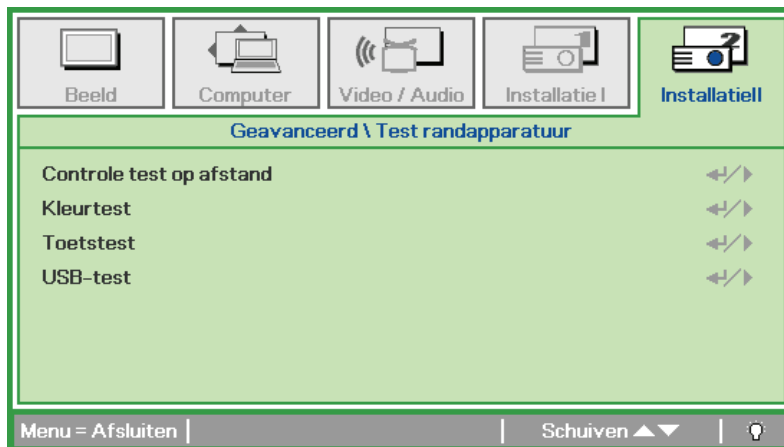 Beeld
Computer
Video / Audio
Installatie I
InstallatieII
Geavanceerd \ Test randapparatuur
Controle test op afstand
Kleurtest
Toetstest
USB-test
Menu = Afsluiten
Schuiven